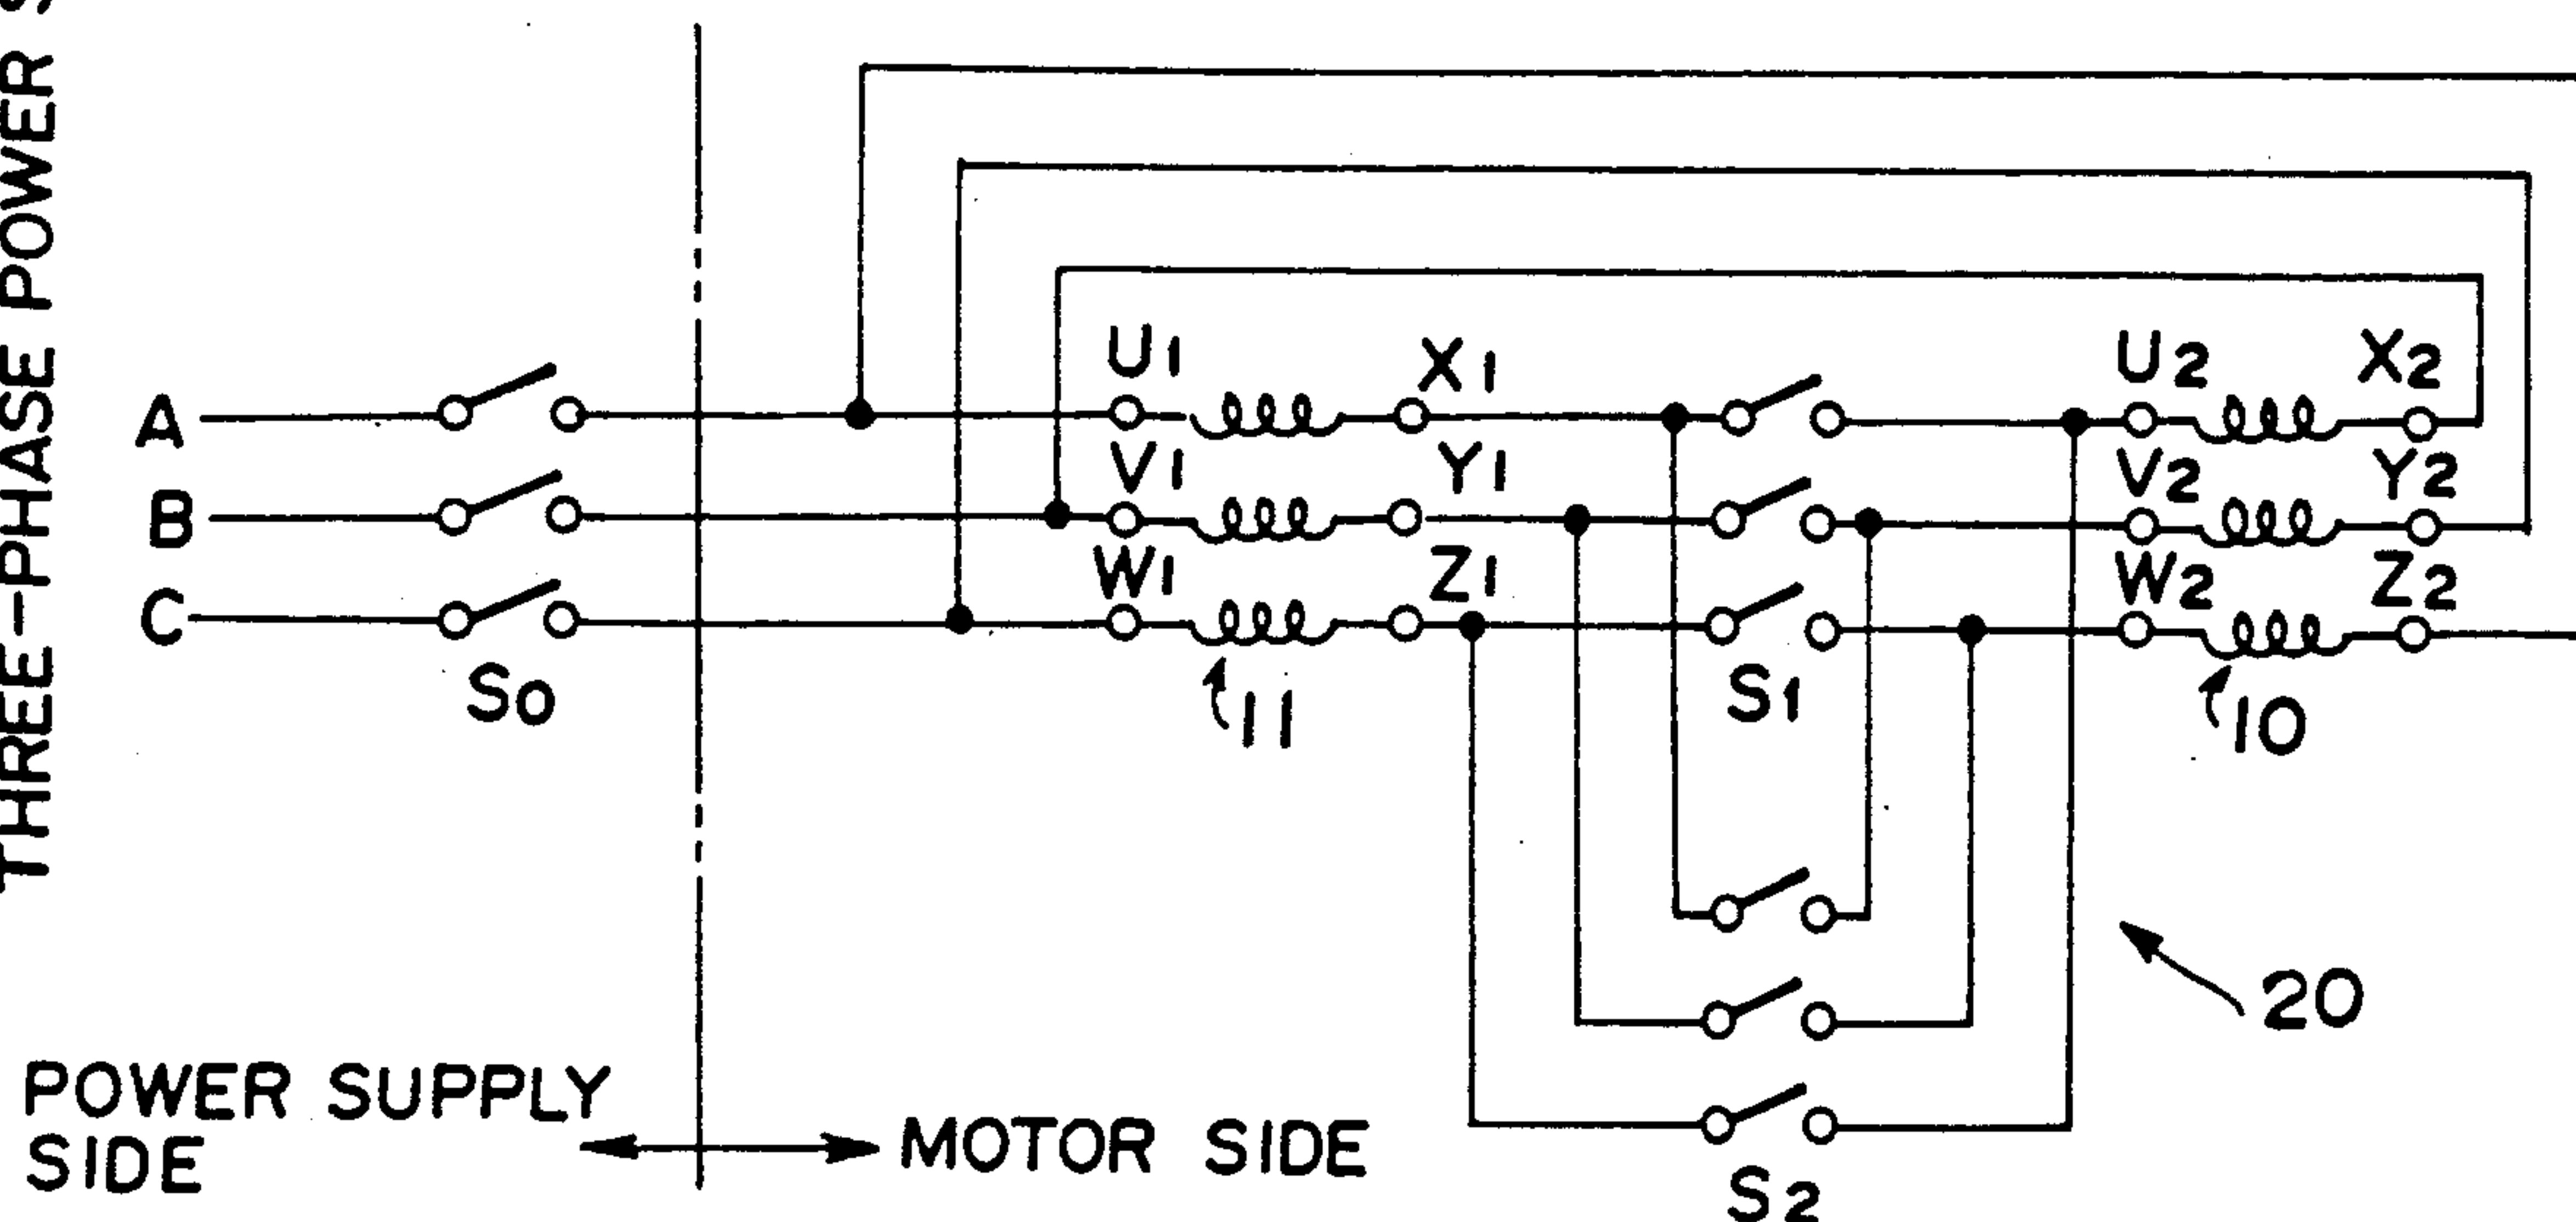 THREE-PHASE POWER S
A
B
C
S0
U1
X1
V1
Y1
W1
Z1
11
S1
U2
X2
V2
Y2
W2
Z2
10
20
S2
POWER SUPPLY
SIDE
MOTOR SIDE